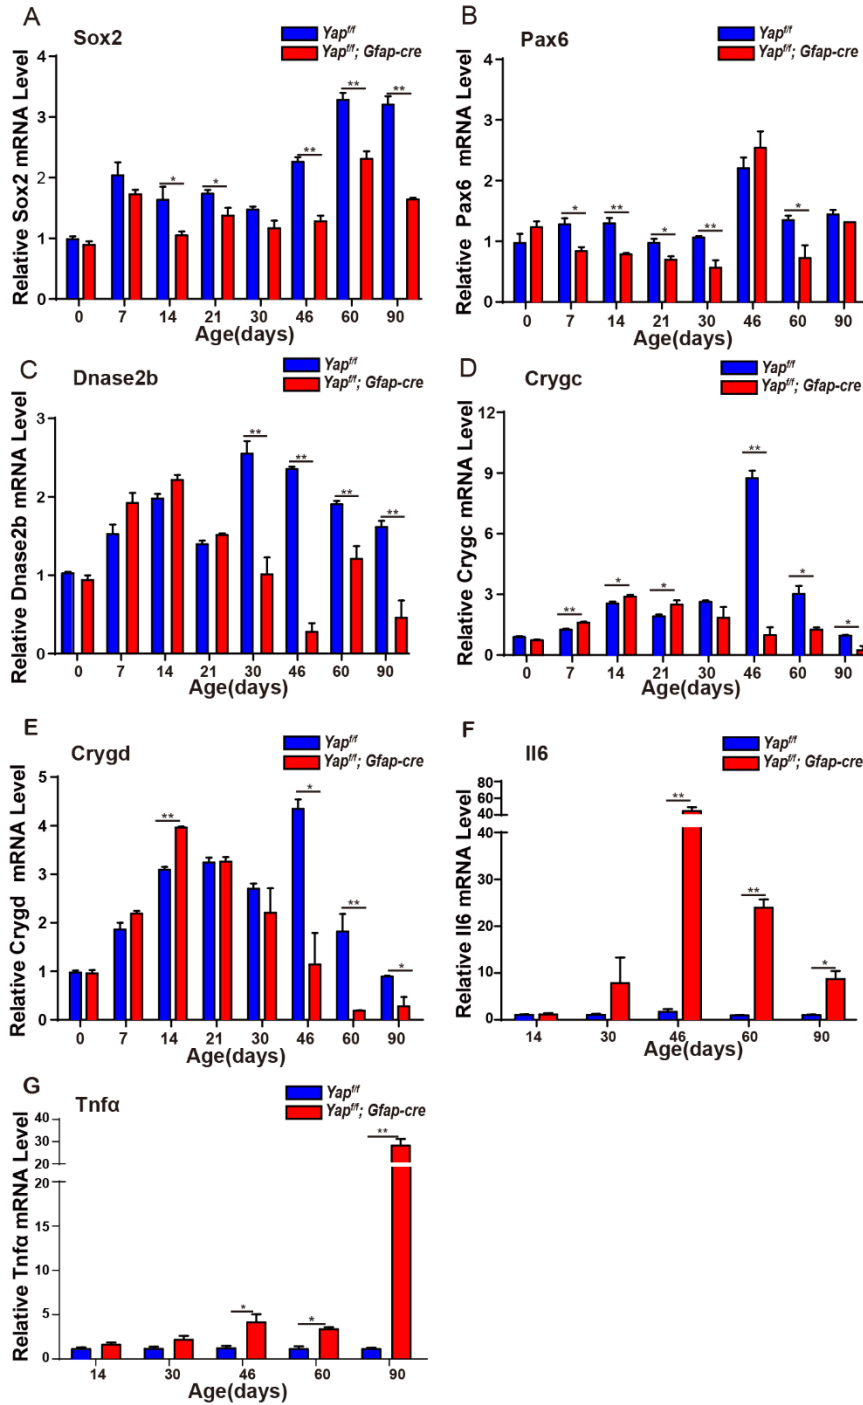 A
Sox2
Yap^f/f
Yap^f/f; Gfap-cre
Relative Sox2 mRNA Level
4
3
2
1
0
* * ** ** **
0 7 14 21 30 46 60 90
Age(days)
B
Pax6
Yap^f/f
Yap^f/f; Gfap-cre
Relative Pax6 mRNA Level
4
3
2
1
0
* ** * ** *
0 7 14 21 30 46 60 90
Age(days)
C
Dnase2b
Yap^f/f
Yap^f/f; Gfap-cre
Relative Dnase2b mRNA Level
3
2
1
0
** ** ** **
0 7 14 21 30 46 60 90
Age(days)
D
Crygc
Yap^f/f
Yap^f/f; Gfap-cre
Relative Crygc mRNA Level
12
9
6
3
0
** * * ** * *
0 7 14 21 30 46 60 90
Age(days)
E
Crygd
Yap^f/f
Yap^f/f; Gfap-cre
Relative Crygd mRNA Level
5
4
3
2
1
0
** * ** *
0 7 14 21 30 46 60 90
Age(days)
F
Il6
Yap^f/f
Yap^f/f; Gfap-cre
Relative Il6 mRNA Level
80
60
40
40
30
20
10
0
** ** *
14 30 46 60 90
Age(days)
G
Tnfα
Yap^f/f
Yap^f/f; Gfap-cre
Relative Tnfα mRNA Level
40
30
20
20
15
10
5
0
* * **
14 30 46 60 90
Age(days)